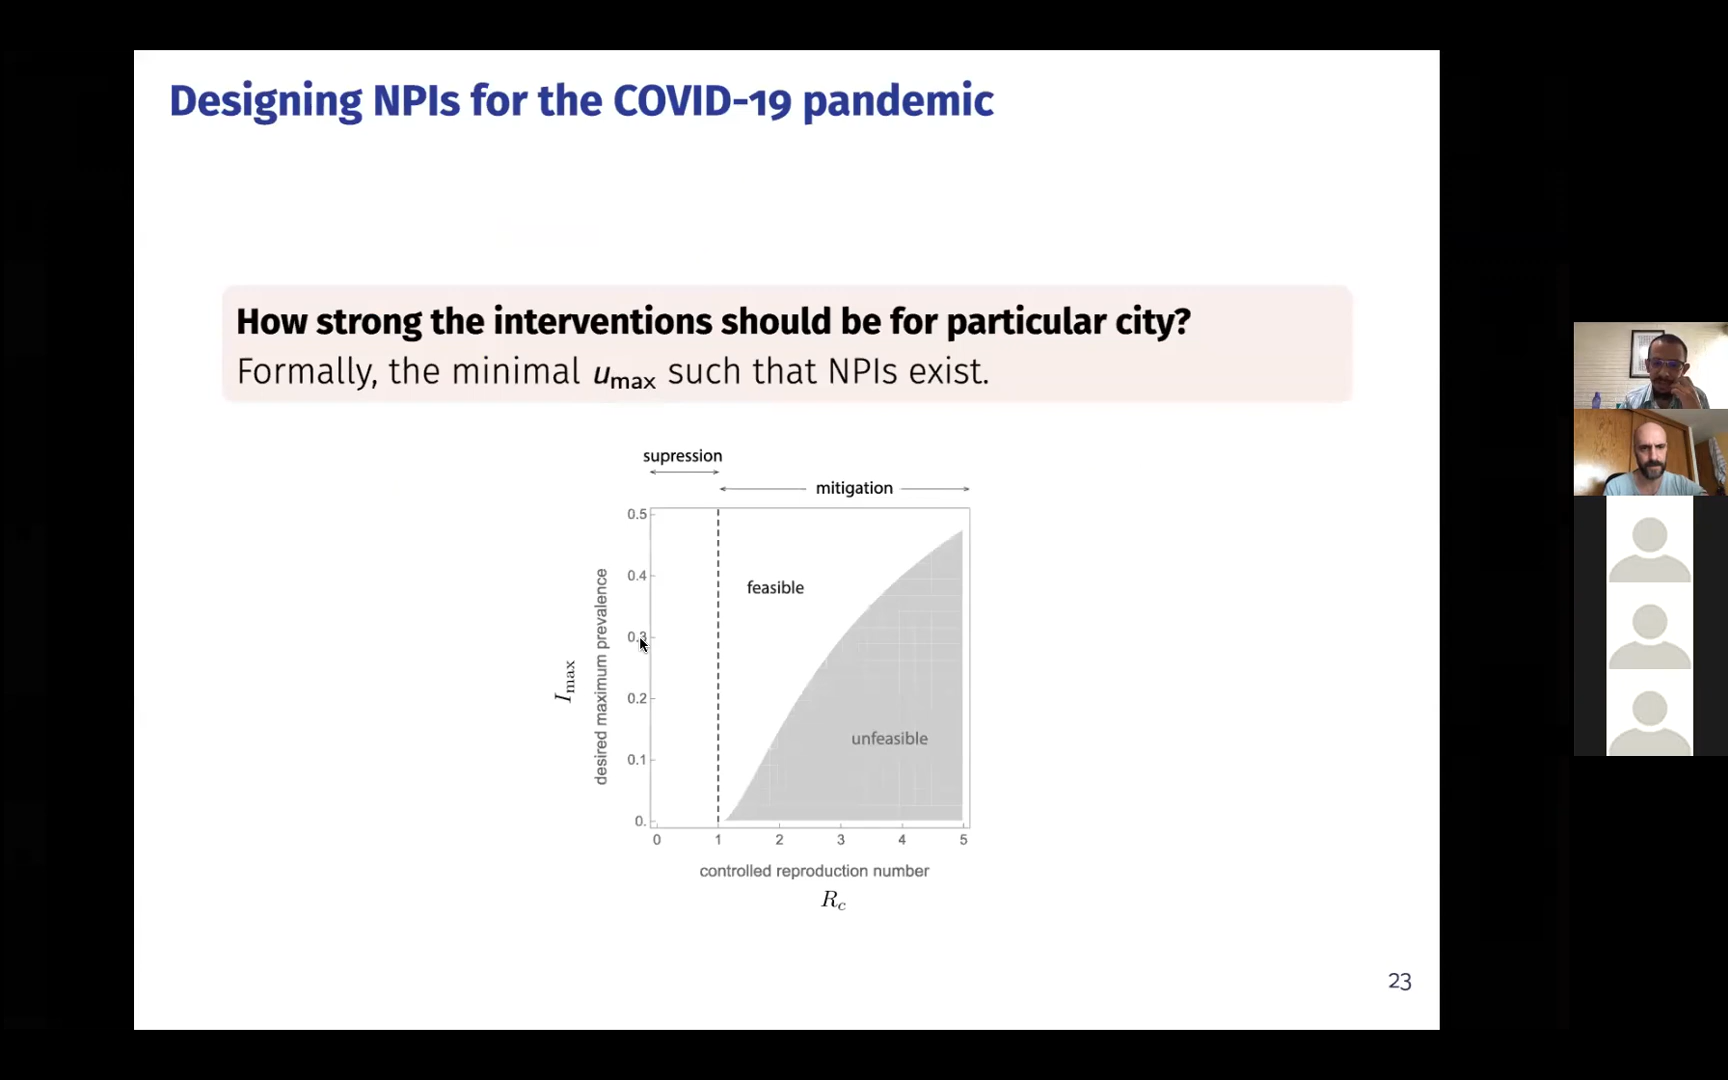 Designing NPIs for the COVID-19 pandemic
How strong the interventions should be for particular city?
Formally, the minimal umax such that NPIs exist.
supression
mitigation
0.5
0.4
0.3
0.2
0.1
0.
feasible
unfeasible
Imax
desired maximum prevalence
0 1 2 3 4 5
controlled reproduction number
Rc
23